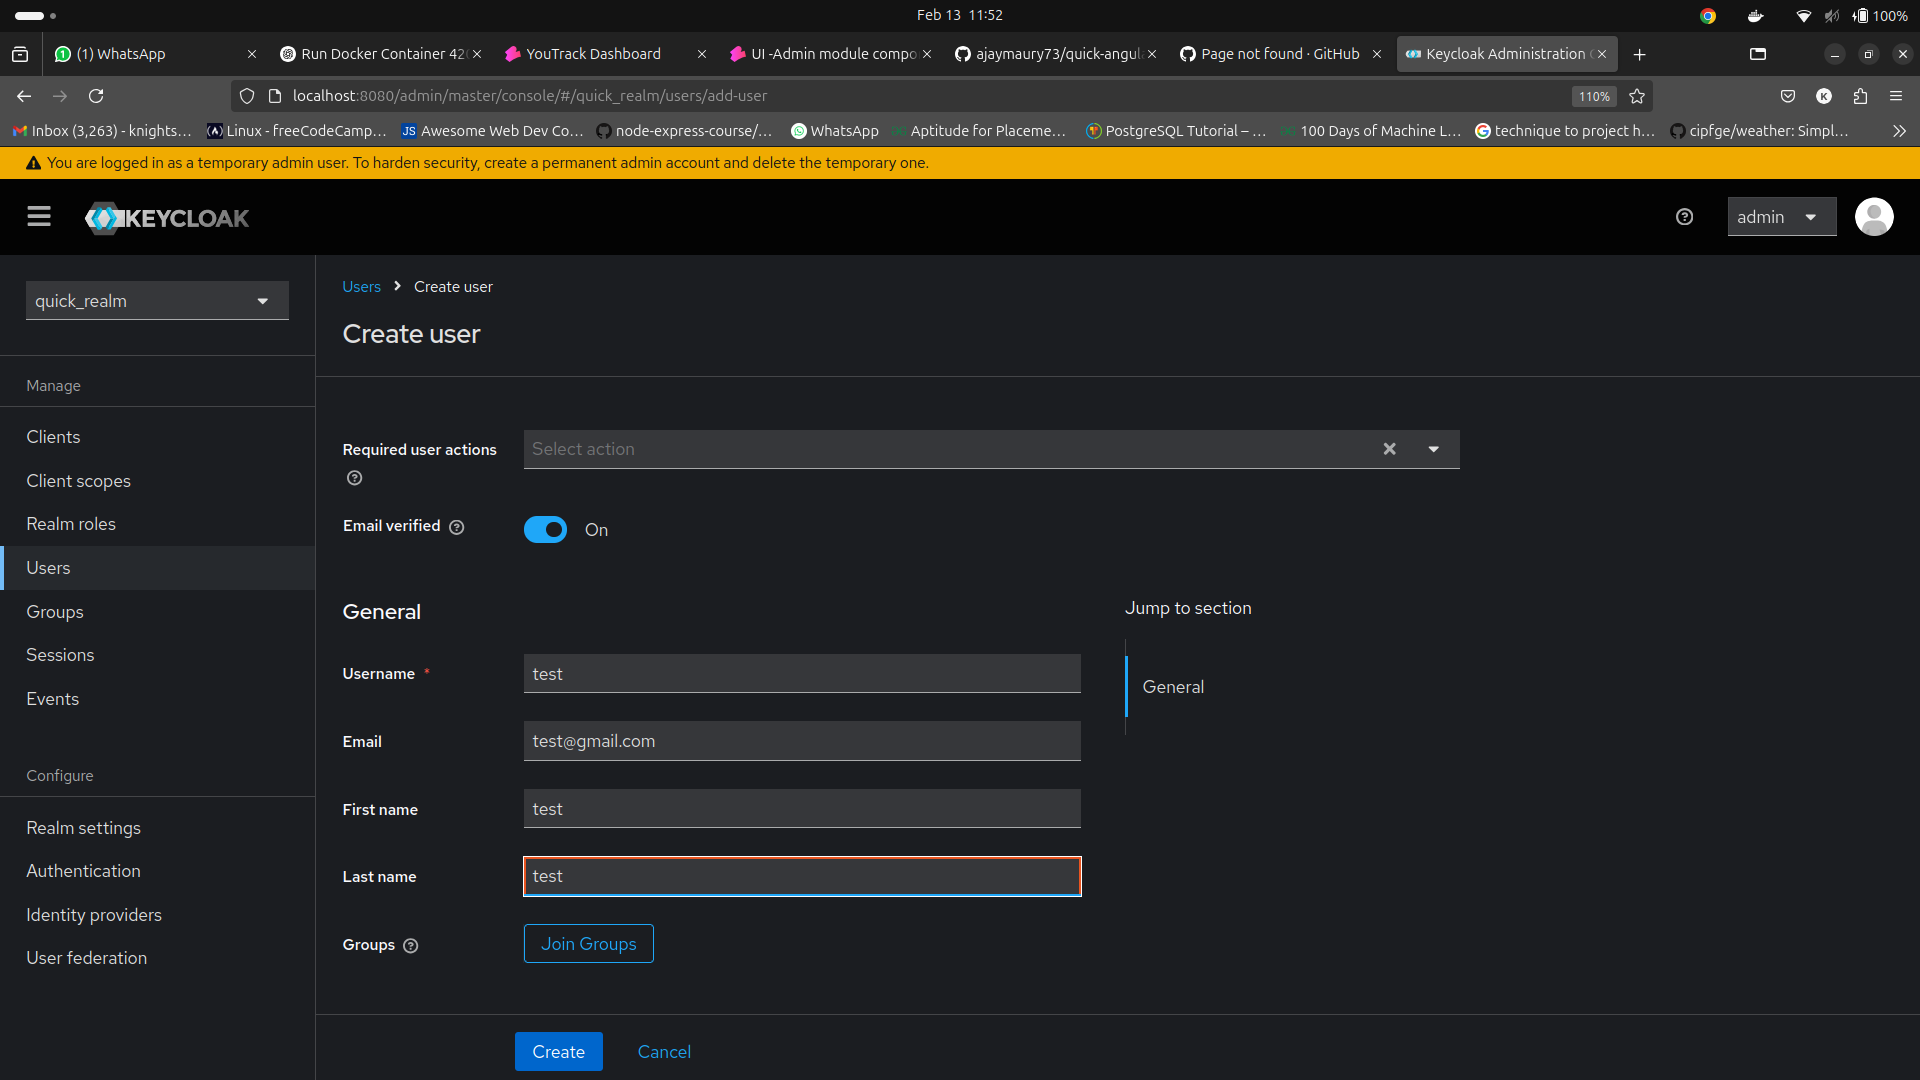 Feb 13 11:52
100%
(1) WhatsApp
Run Docker Container 42
YouTrack Dashboard
UI -Admin module compo
ajaymaury73/quick-angul
Page not found · GitHub
Keycloak Administration
localhost:8080/admin/master/console/#/quick_realm/users/add-user
110%
K
Inbox (3,263) - knights...
Linux - freeCodeCamp...
JS Awesome Web Dev Co...
node-express-course/...
WhatsApp
Aptitude for Placeme...
PostgreSQL Tutorial – ...
100 Days of Machine L...
technique to project h...
cipfge/weather: Simpl...
You are logged in as a temporary admin user. To harden security, create a permanent admin account and delete the temporary one.
KEYCLOAK
admin
quick_realm
Manage
Clients
Client scopes
Realm roles
Users
Groups
Sessions
Events
Configure
Realm settings
Authentication
Identity providers
User federation
Users > Create user
Create user
Required user actions
Select action
Email verified
On
General
Username *
test
Email
test@gmail.com
First name
test
Last name
test
Groups
Join Groups
Jump to section
General
Create
Cancel